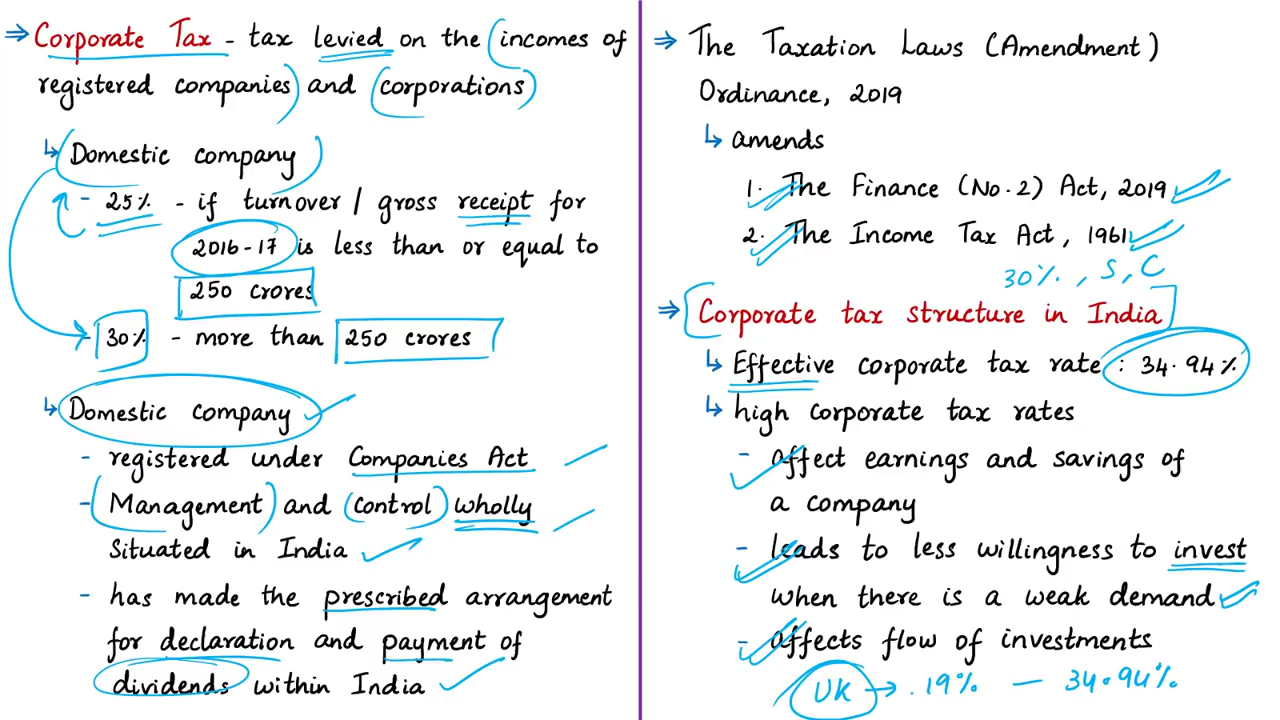 ⇒ Corporate Tax - tax levied on the incomes of
registered companies and corporations
↳ Domestic company
- 25% - if turnover / gross receipt for
2016-17 is less than or equal to
250 crores
- 30% - more than 250 crores
↳ Domestic company
- registered under Companies Act
- Management and control wholly
situated in India
- has made the prescribed arrangement
for declaration and payment of
dividends within India
⇒ The Taxation Laws (Amendment)
Ordinance, 2019
↳ amends
1. The Finance (No.2) Act, 2019
2. The Income Tax Act, 1961
30%, S, C
⇒ Corporate tax structure in India
↳ Effective corporate tax rate : 34.94%
↳ high corporate tax rates
- affect earnings and savings of
a company
- leads to less willingness to invest
when there is a weak demand
- affects flow of investments
UK → .19% — 34.94%